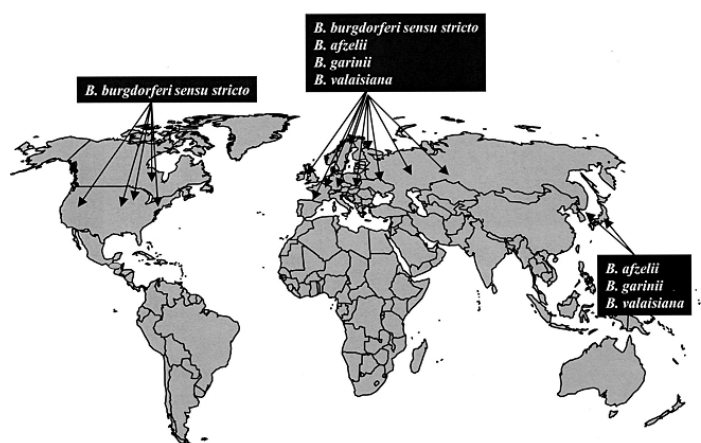 B. burgdorferi sensu stricto
B. burgdorferi sensu stricto
B. afzelii
B. garinii
B. valaisiana
B. afzelii
B. garinii
B. valaisiana